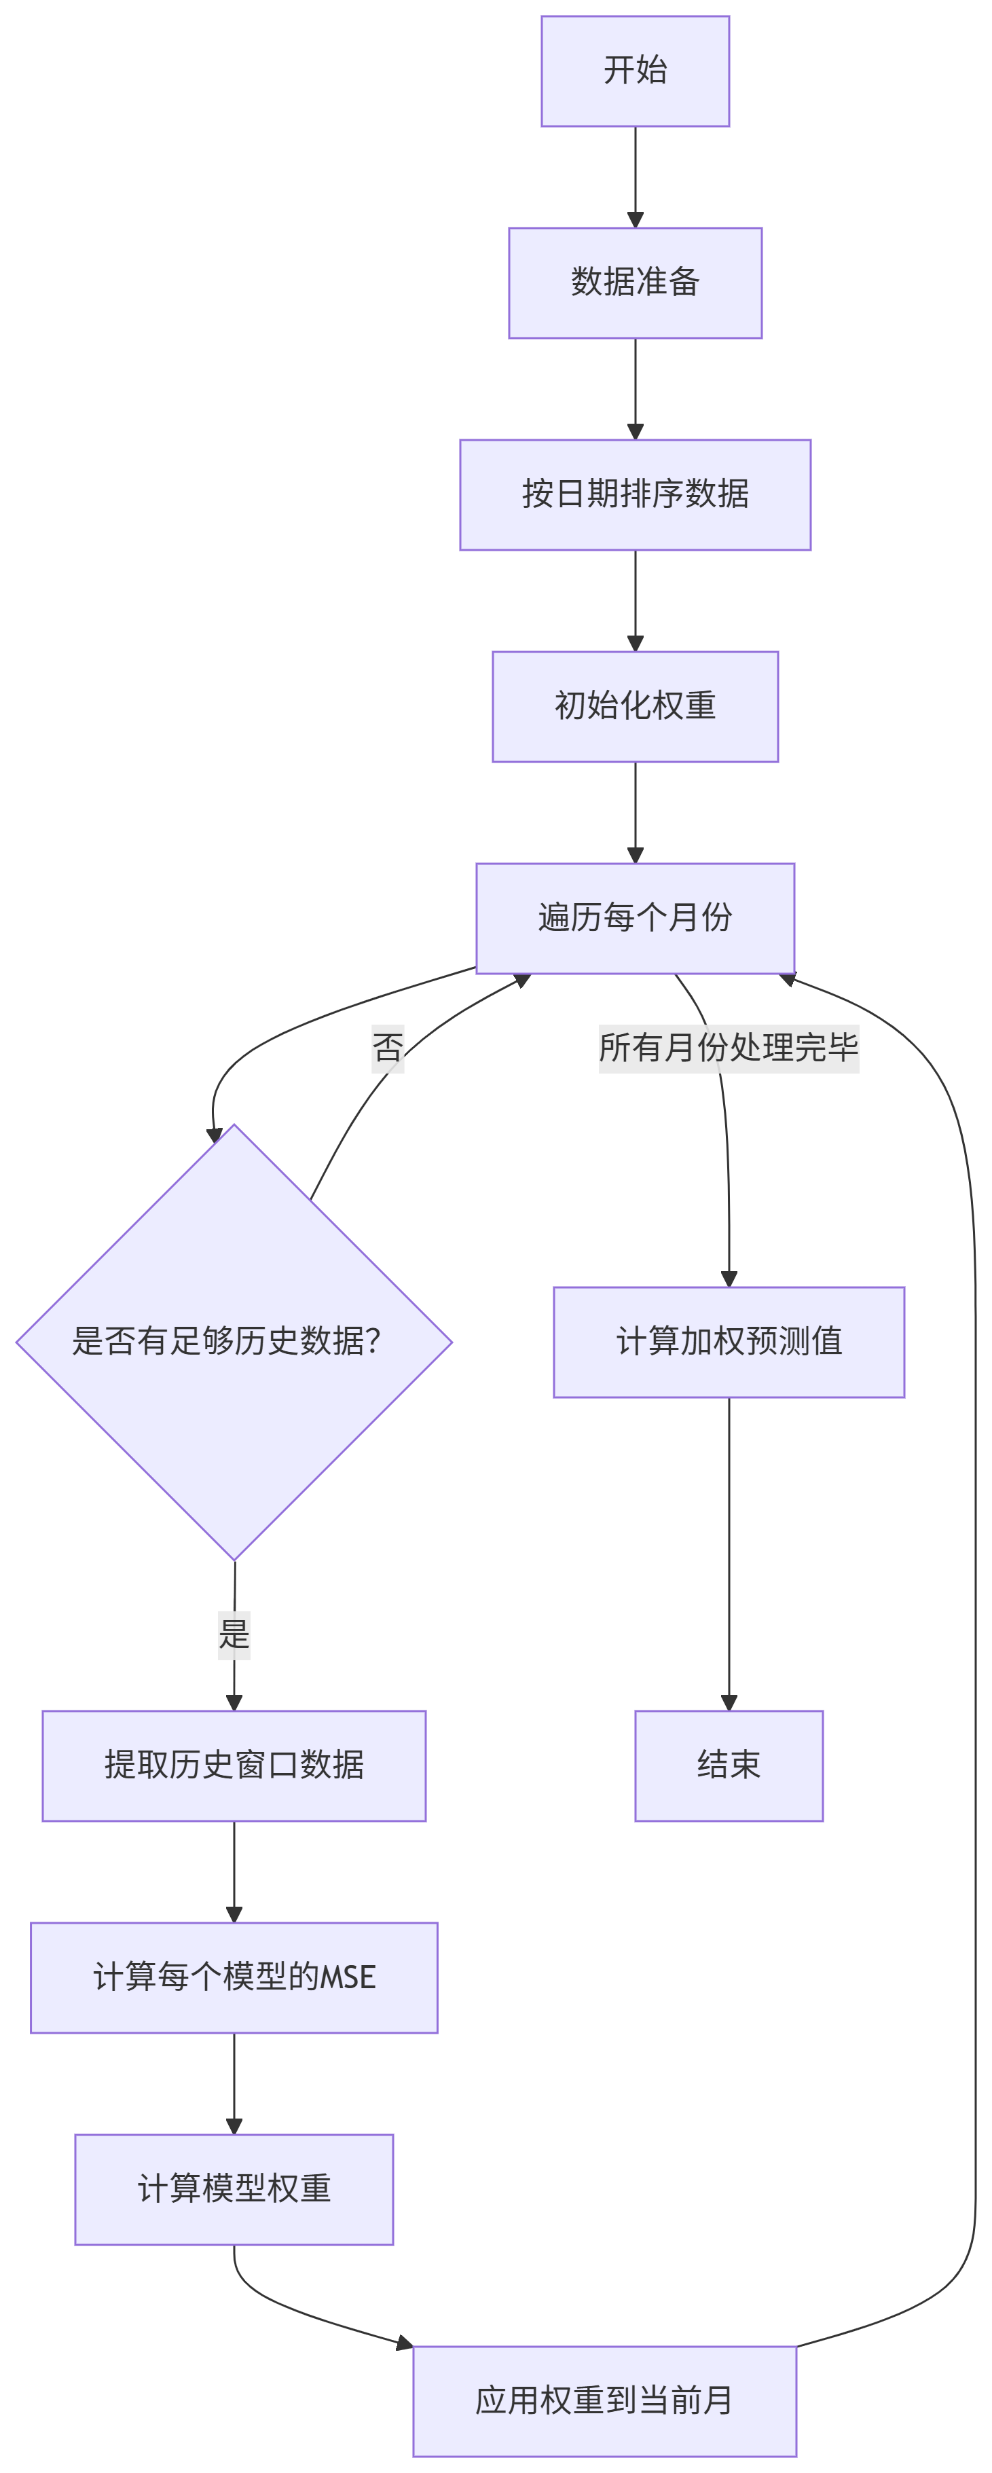 开始
数据准备
按日期排序数据
初始化权重
遍历每个月份
否
所有月份处理完毕
是否有足够历史数据?
计算加权预测值
是
提取历史窗口数据
结束
计算每个模型的MSE
计算模型权重
应用权重到当前月